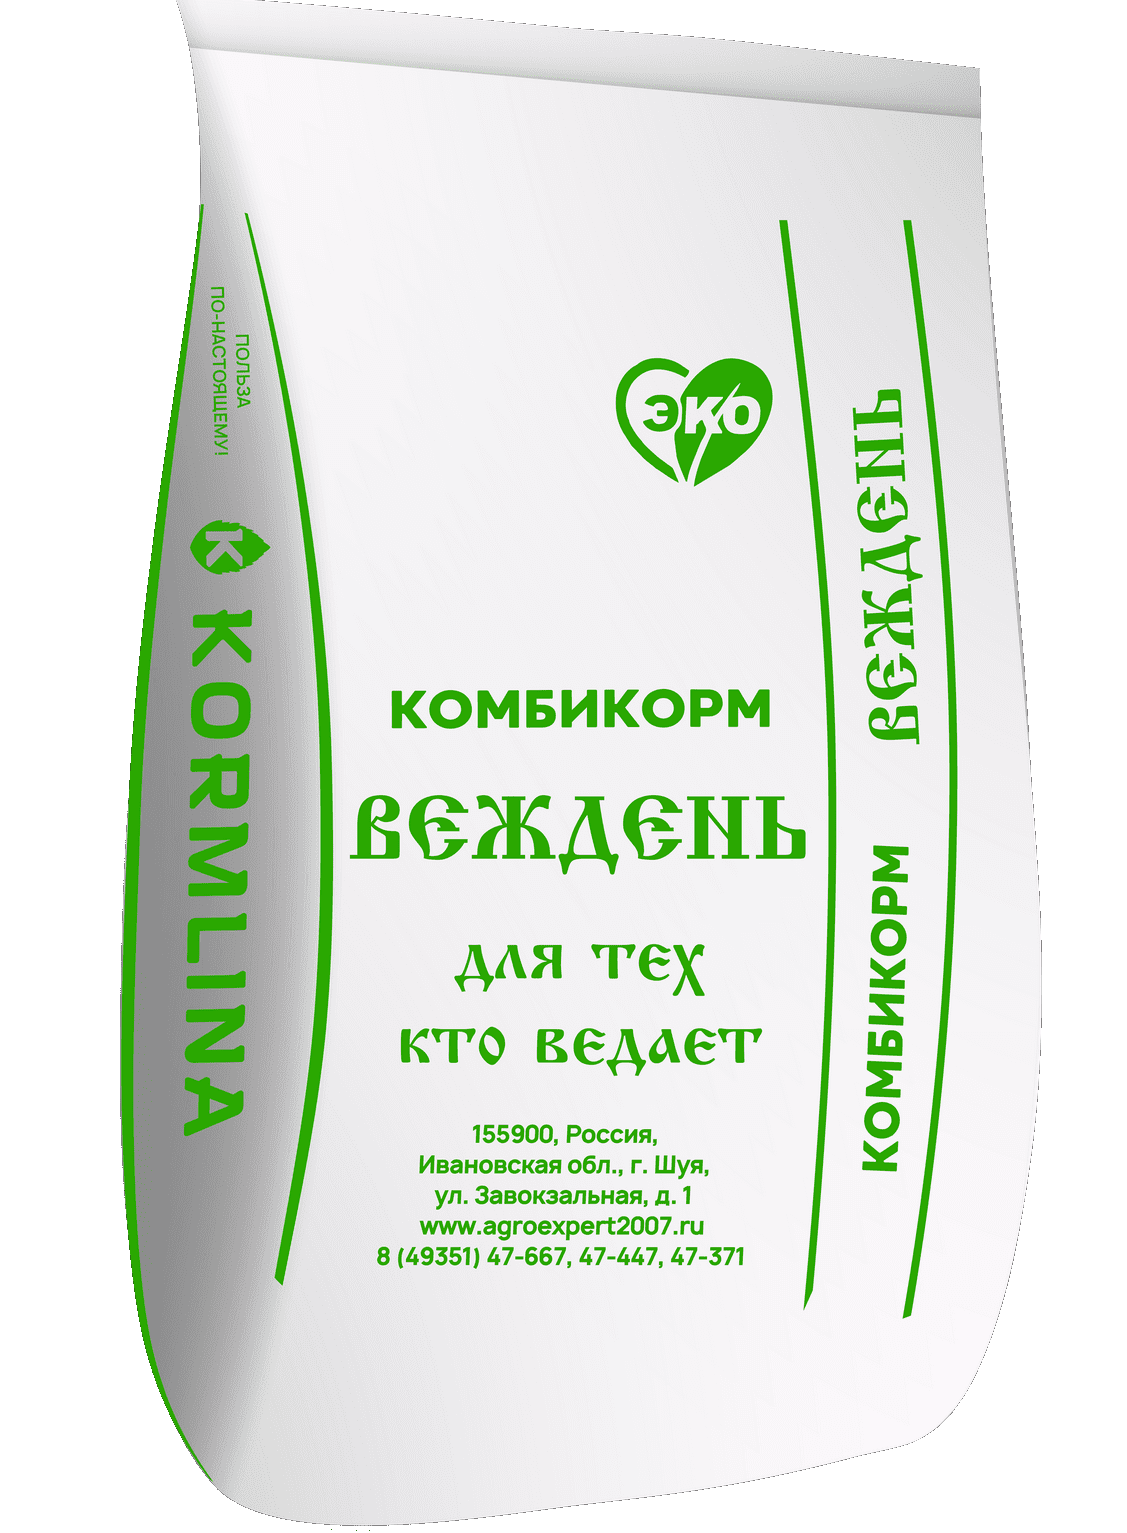 ПОЛЬЗА
ПО-НАСТОЯЩЕМУ!
K KORMLINA
ЭКО
КОМБИКОРМ
ВЕЖДЕНЬ
ДЛЯ ТЕХ
КТО ВЕДАЕТ
155900, Россия,
Ивановская обл., г. Шуя,
ул. Завокзальная, д. 1
www.agroexpert2007.ru
8 (49351) 47-667, 47-447, 47-371
КОМБИКОРМ ВЕЖДЕНЬ